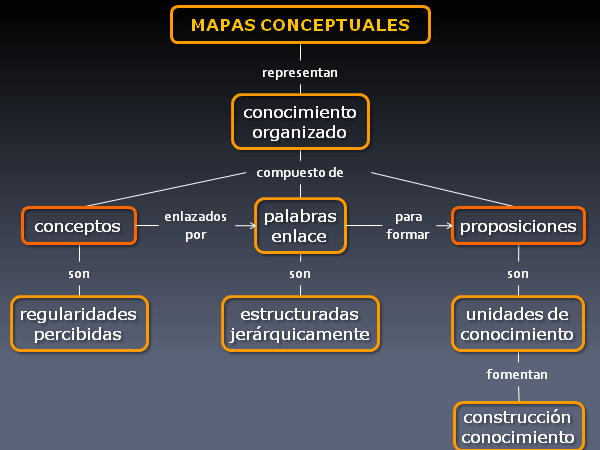 MAPAS CONCEPTUALES
representan
conocimiento
organizado
compuesto de
conceptos
enlazados
por
palabras
enlace
para
formar
proposiciones
son
son
son
regularidades
percibidas
estructuradas
jerárquicamente
unidades de
conocimiento
fomentan
construcción
conocimiento